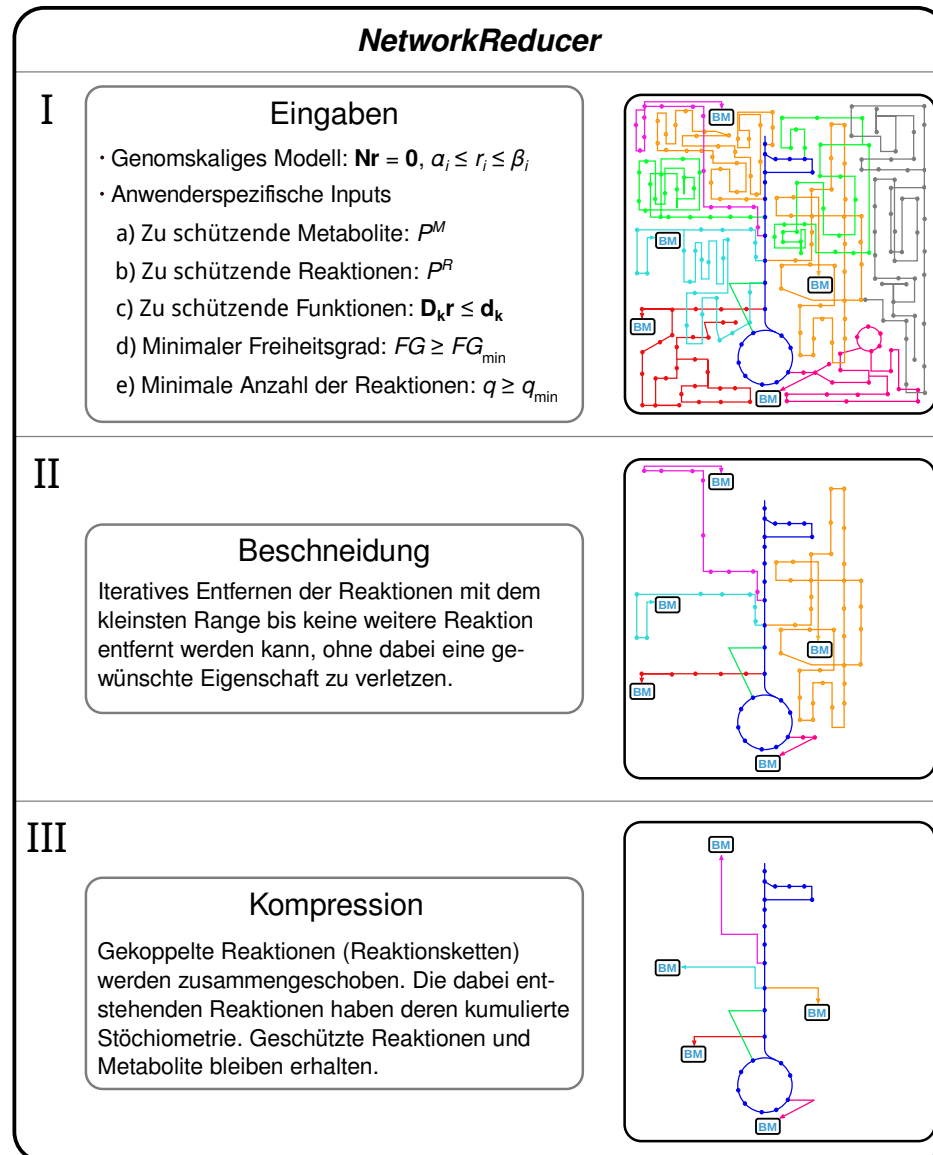 NetworkReducer
I
Eingaben
· Genomskaliges Modell: Nr = 0, αi ≤ ri ≤ βi
· Anwenderspezifische Inputs
a) Zu schützende Metabolite: P^M
b) Zu schützende Reaktionen: P^R
c) Zu schützende Funktionen: D_k r ≤ d_k
d) Minimaler Freiheitsgrad: FG ≥ FG_min
e) Minimale Anzahl der Reaktionen: q ≥ q_min
BM
BM
BM
BM
BM
II
Beschneidung
Iteratives Entfernen der Reaktionen mit dem
kleinsten Range bis keine weitere Reaktion
entfernt werden kann, ohne dabei eine ge-
wünschte Eigenschaft zu verletzen.
BM
BM
BM
BM
BM
III
Kompression
Gekoppelte Reaktionen (Reaktionsketten)
werden zusammengeschoben. Die dabei ent-
stehenden Reaktionen haben deren kumulierte
Stöchiometrie. Geschützte Reaktionen und
Metabolite bleiben erhalten.
BM
BM
BM
BM
BM